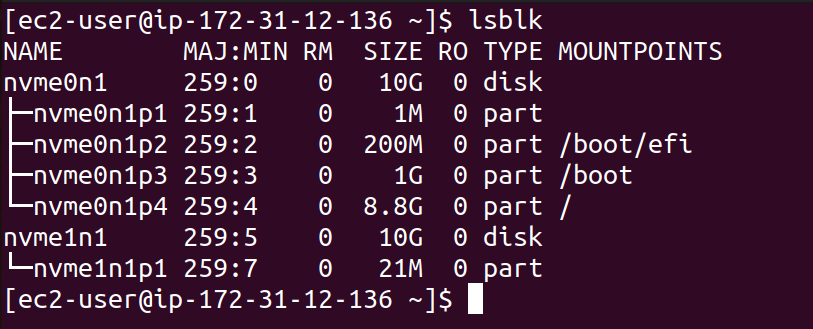 [ec2-user@ip-172-31-12-136 ~]$ lsblk
NAME        MAJ:MIN RM  SIZE RO TYPE MOUNTPOINTS
nvme0n1     259:0    0   10G  0 disk
├─nvme0n1p1 259:1    0    1M  0 part
├─nvme0n1p2 259:2    0  200M  0 part /boot/efi
├─nvme0n1p3 259:3    0    1G  0 part /boot
└─nvme0n1p4 259:4    0  8.8G  0 part /
nvme1n1     259:5    0   10G  0 disk
└─nvme1n1p1 259:7    0   21M  0 part
[ec2-user@ip-172-31-12-136 ~]$